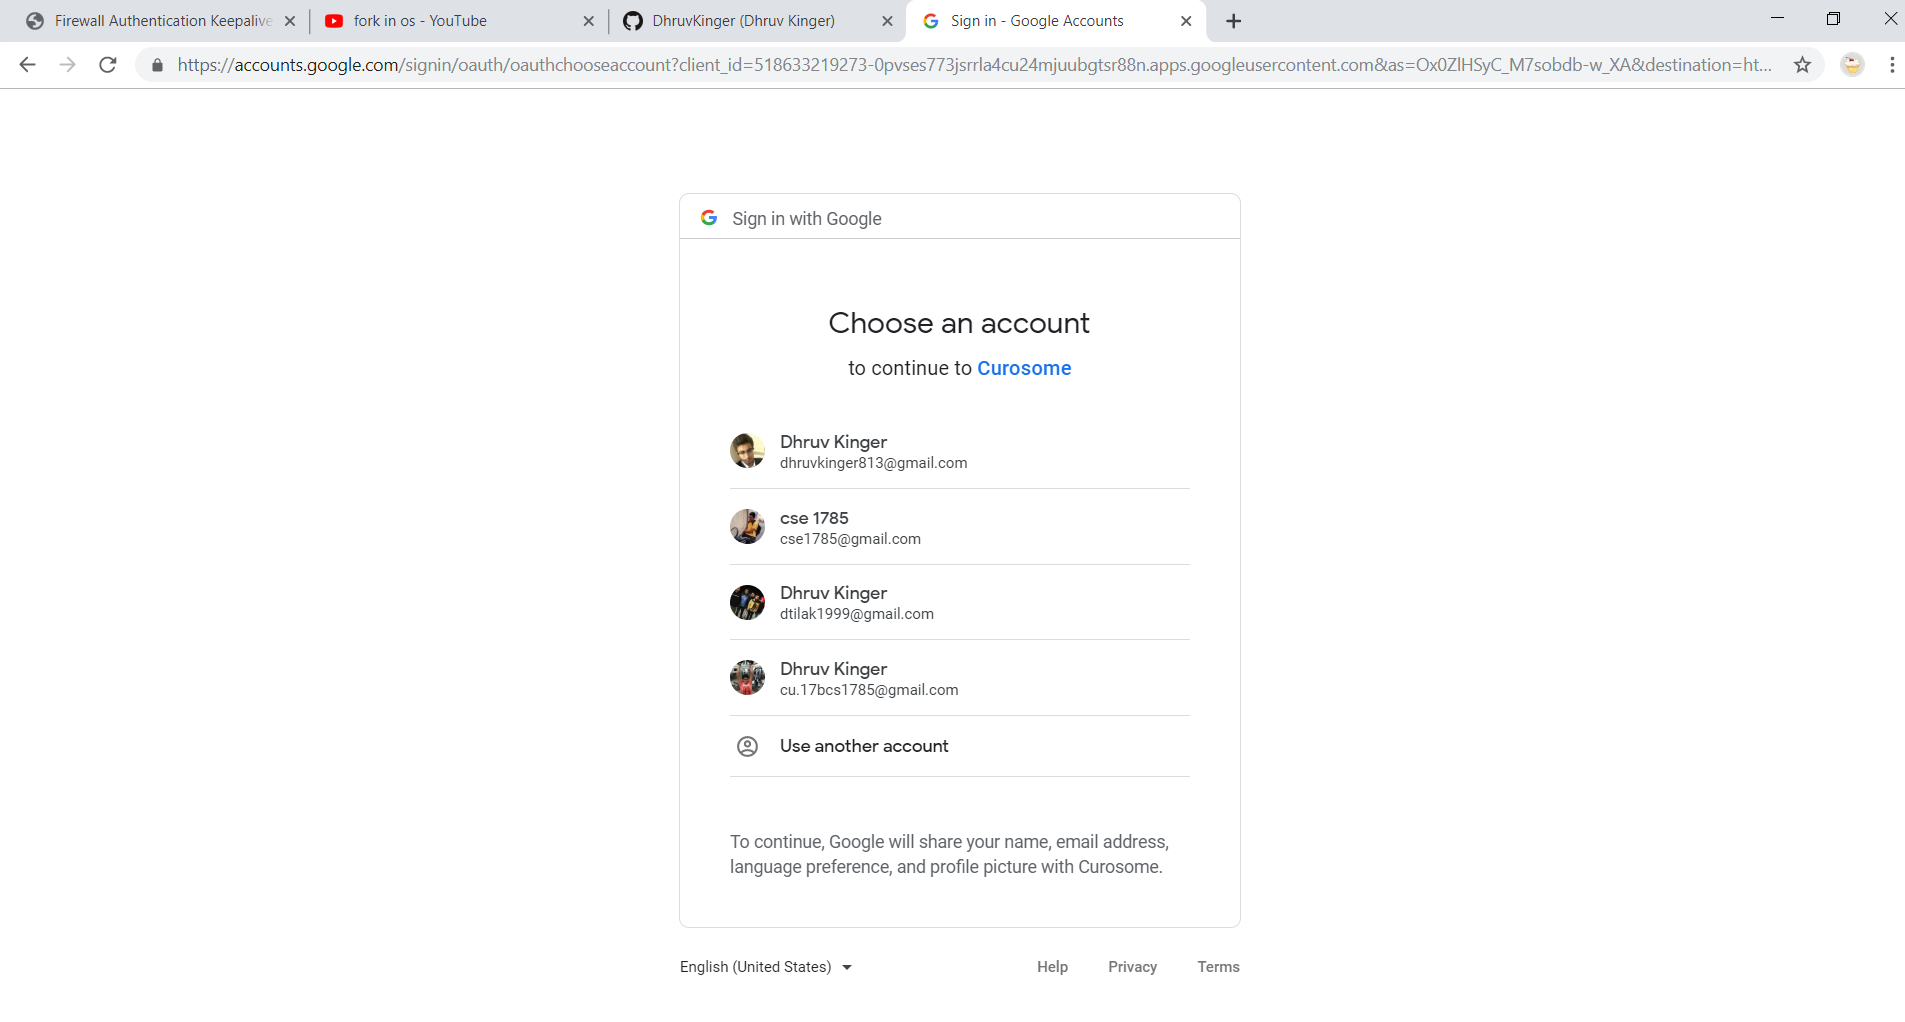 Firewall Authentication Keepalive
fork in os - YouTube
DhruvKinger (Dhruv Kinger)
Sign in - Google Accounts
https://accounts.google.com/signin/oauth/oauthchooseaccount?client_id=518633219273-0pvses773jsrrla4cu24mjuubgtsr88n.apps.googleusercontent.com&as=Ox0ZlHSyC_M7sobdb-w_XA&destination=ht...
Sign in with Google
Choose an account
to continue to Curosome
Dhruv Kinger
dhruvkinger813@gmail.com
cse 1785
cse1785@gmail.com
Dhruv Kinger
dtilak1999@gmail.com
Dhruv Kinger
cu.17bcs1785@gmail.com
Use another account
To continue, Google will share your name, email address,
language preference, and profile picture with Curosome.
English (United States)
Help
Privacy
Terms